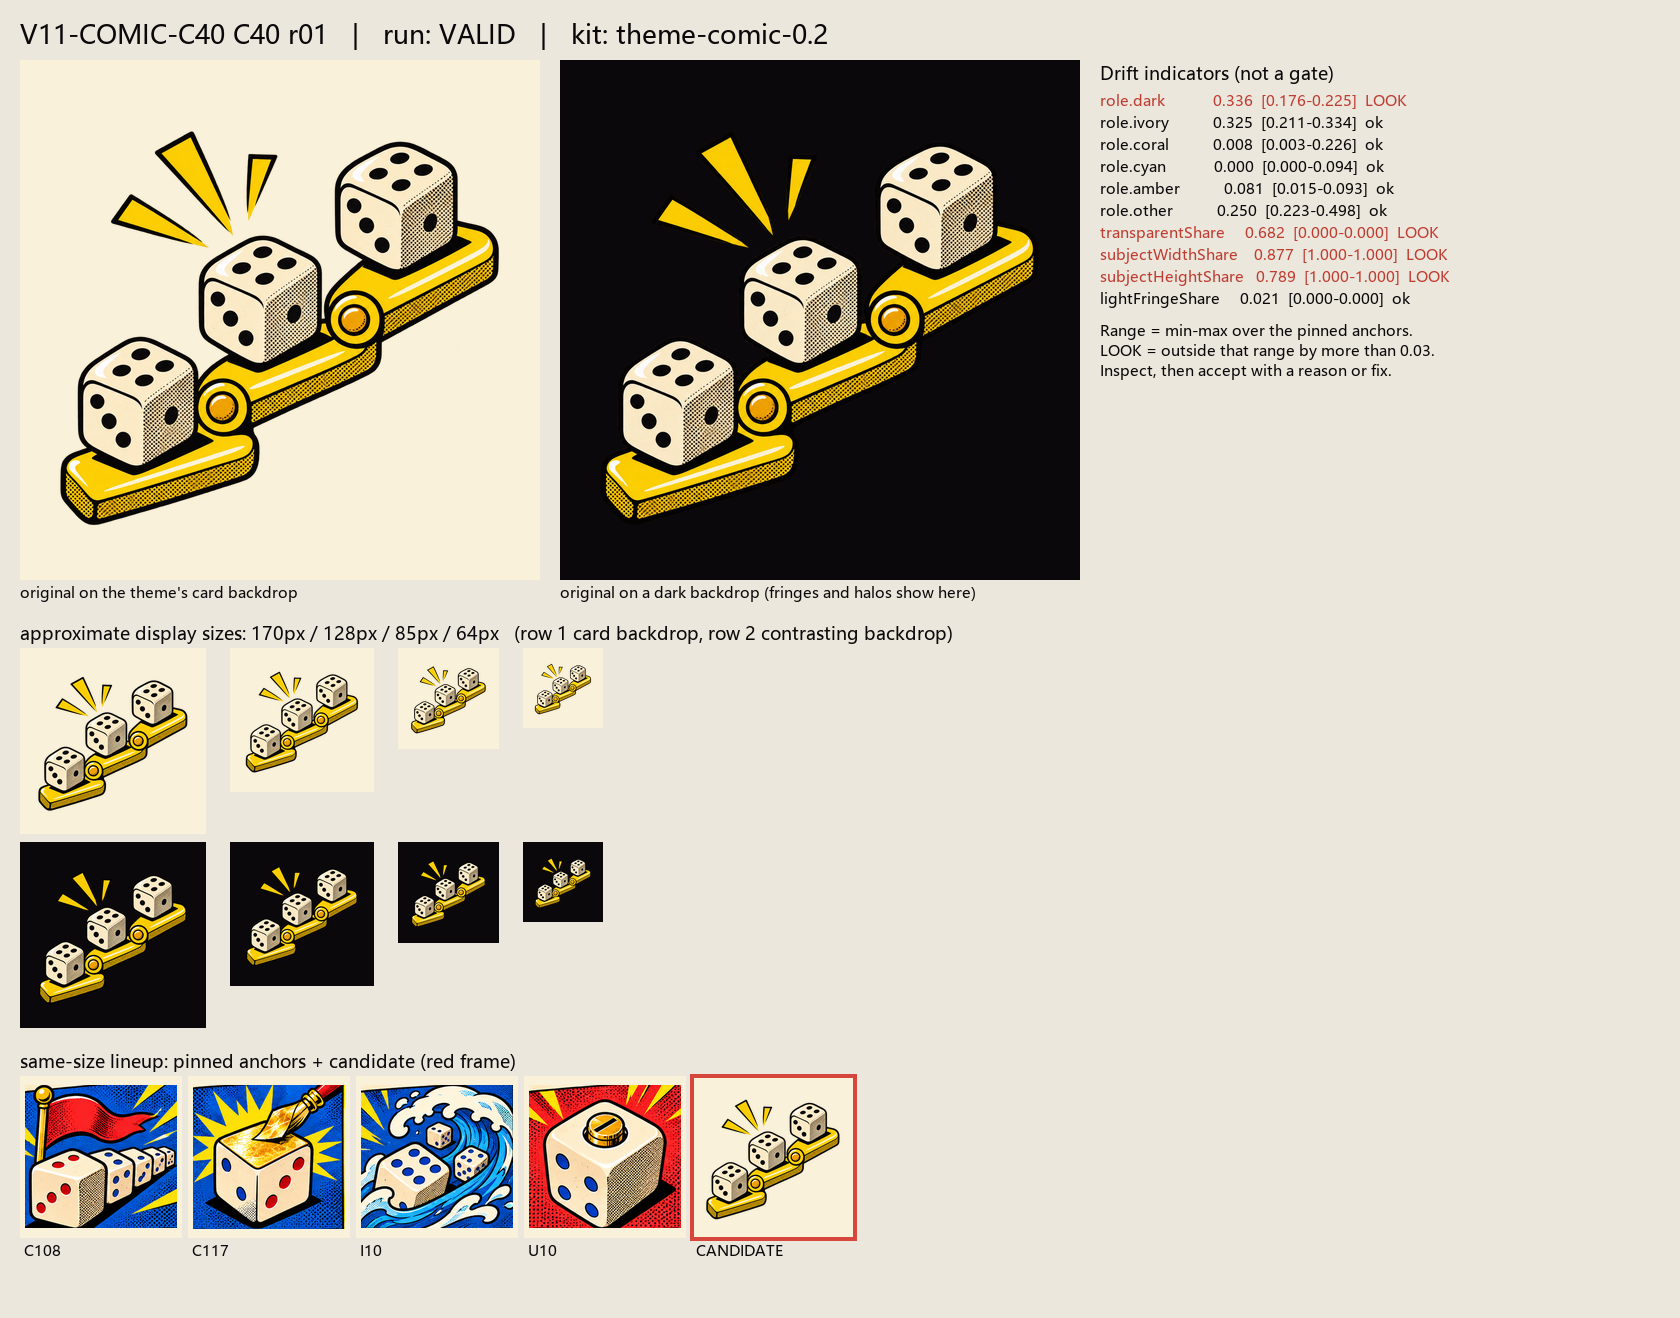 V11-COMIC-C40 C40 r01 | run: VALID | kit: theme-comic-0.2
Drift indicators (not a gate)
role.dark 0.336 [0.176-0.225] LOOK
role.ivory 0.325 [0.211-0.334] ok
role.coral 0.008 [0.003-0.226] ok
role.cyan 0.000 [0.000-0.094] ok
role.amber 0.081 [0.015-0.093] ok
role.other 0.250 [0.223-0.498] ok
transparentShare 0.682 [0.000-0.000] LOOK
subjectWidthShare 0.877 [1.000-1.000] LOOK
subjectHeightShare 0.789 [1.000-1.000] LOOK
lightFringeShare 0.021 [0.000-0.000] ok
Range = min-max over the pinned anchors.
LOOK = outside that range by more than 0.03.
Inspect, then accept with a reason or fix.
original on the theme's card backdrop
original on a dark backdrop (fringes and halos show here)
approximate display sizes: 170px / 128px / 85px / 64px (row 1 card backdrop, row 2 contrasting backdrop)
same-size lineup: pinned anchors + candidate (red frame)
C108
C117
I10
U10
CANDIDATE